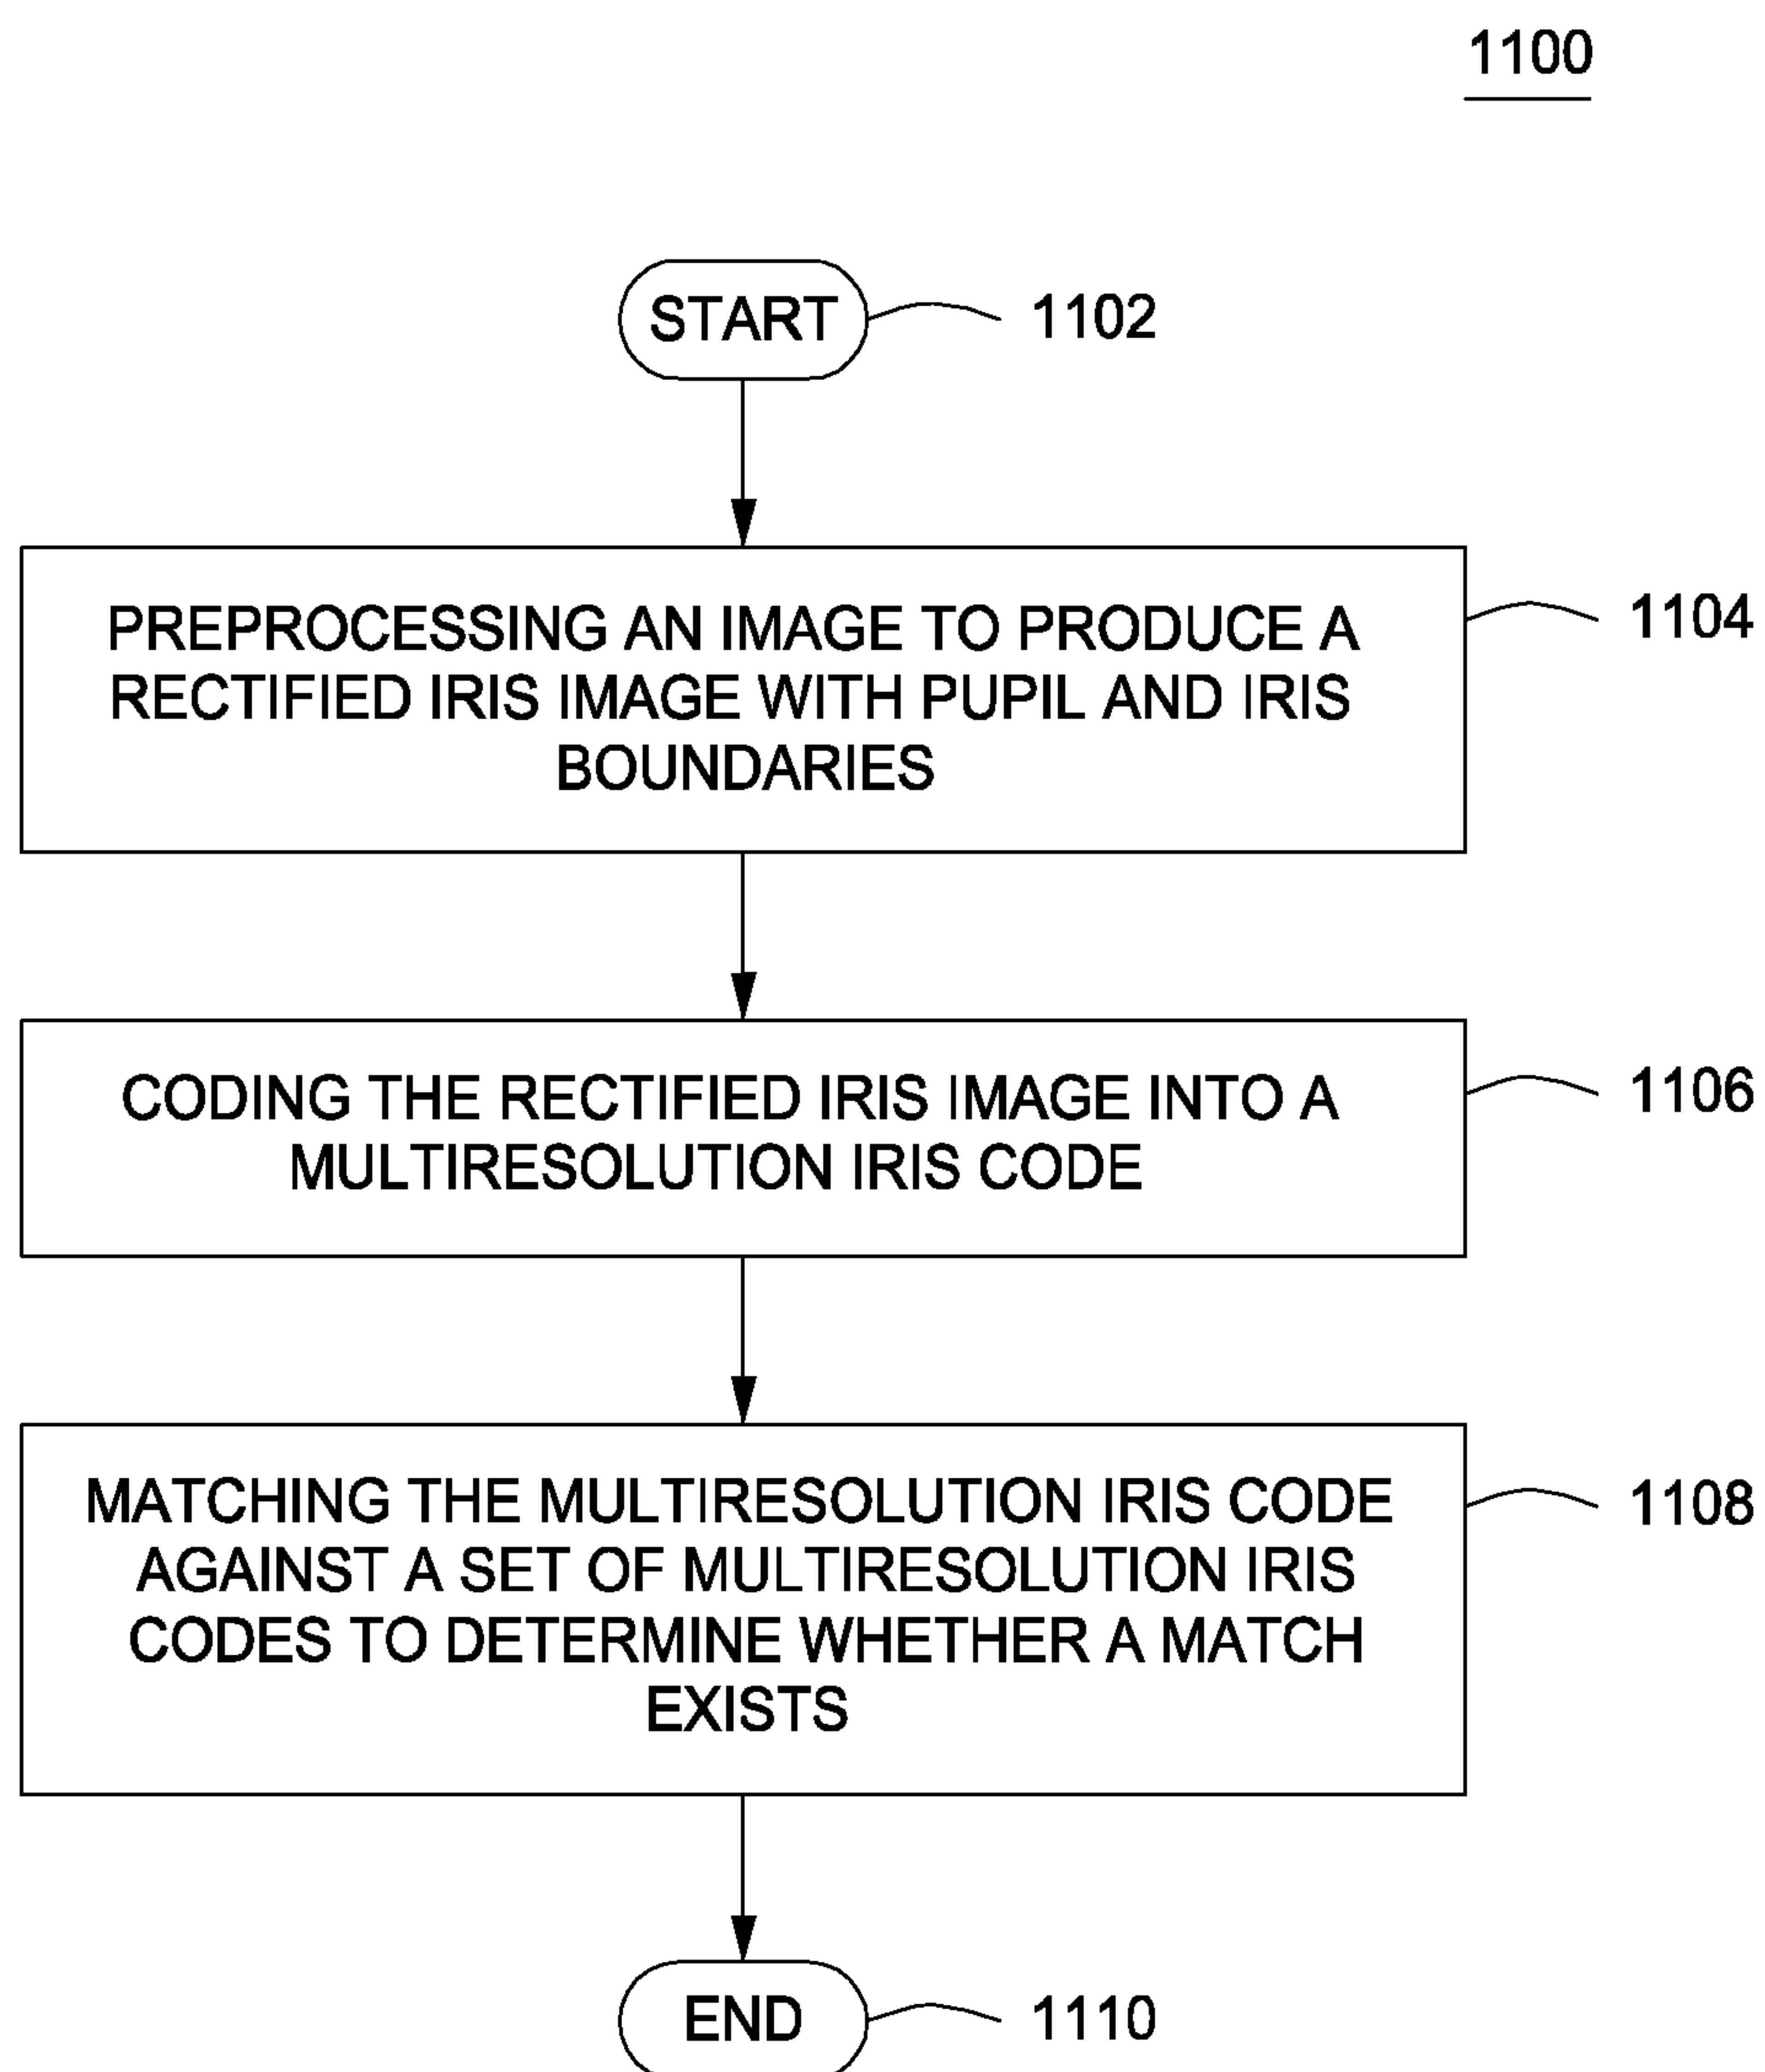 1100
START
1102
PREPROCESSING AN IMAGE TO PRODUCE A
RECTIFIED IRIS IMAGE WITH PUPIL AND IRIS
BOUNDARIES
1104
CODING THE RECTIFIED IRIS IMAGE INTO A
MULTIRESOLUTION IRIS CODE
1106
MATCHING THE MULTIRESOLUTION IRIS CODE
AGAINST A SET OF MULTIRESOLUTION IRIS
CODES TO DETERMINE WHETHER A MATCH
EXISTS
1108
END
1110